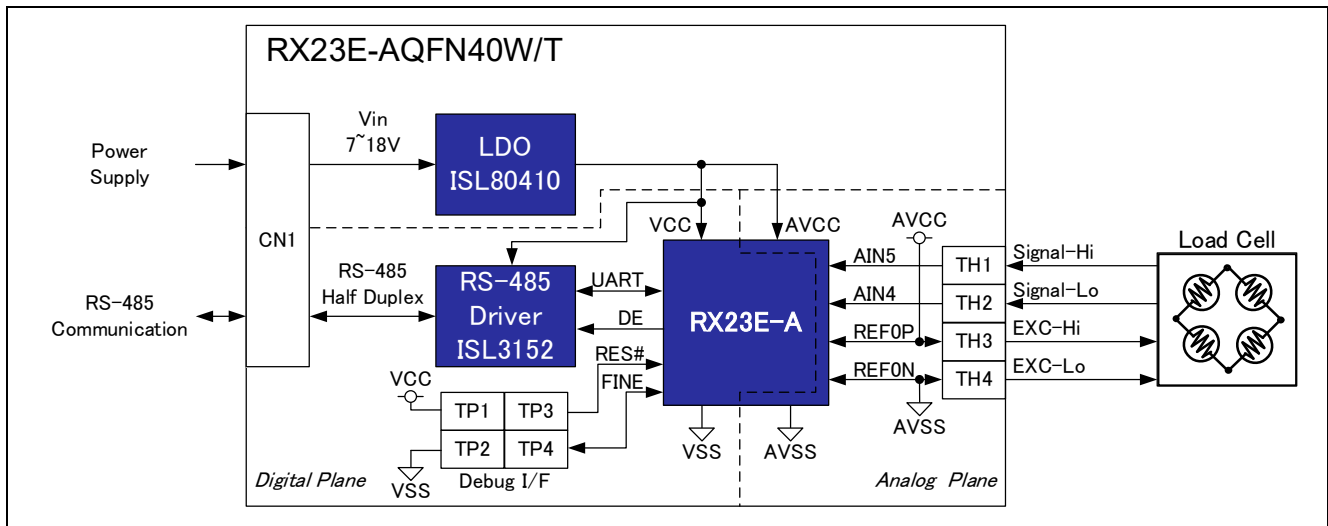 RX23E-AQFN40W/T
Power
Supply
CN1
Vin
7~18V
LDO
ISL80410
VCC
AVCC
AVCC
RS-485
Communication
RS-485
Half Duplex
RS-485
Driver
ISL3152
UART
DE
RES#
FINE
RX23E-A
AIN5
AIN4
REF0P
REF0N
TH1
TH2
TH3
TH4
Signal-Hi
Signal-Lo
EXC-Hi
EXC-Lo
Load Cell
VCC
TP1
TP3
TP2
TP4
VSS
Debug I/F
VSS
AVSS
AVSS
Digital Plane
Analog Plane